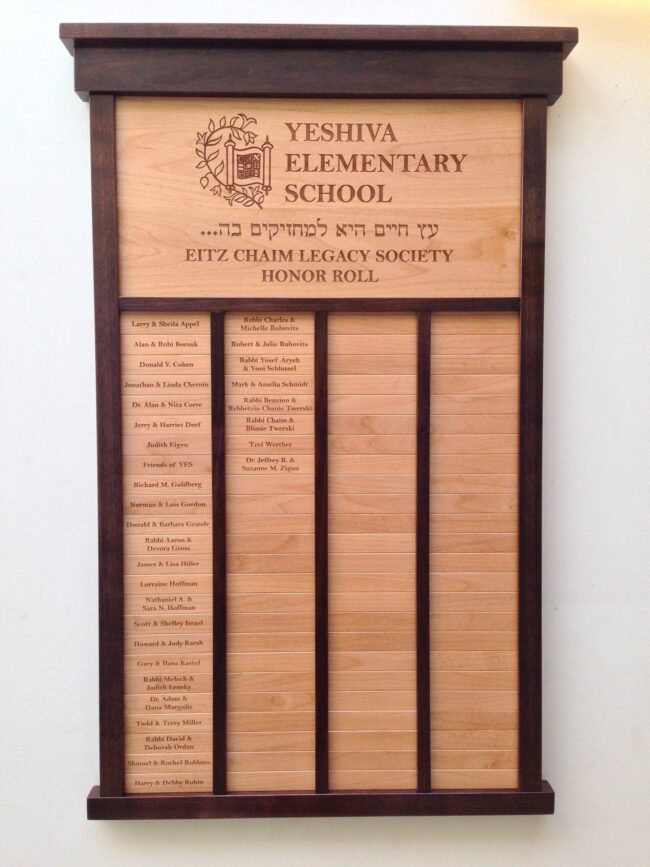 YESHIVA
ELEMENTARY
SCHOOL
עץ חיים היא למחזיקים בה...
EITZ CHAIM LEGACY SOCIETY
HONOR ROLL
Larry & Sheila Appel
Alan & Robi Borsuk
Donald V. Cohen
Jonathan & Linda Chernin
Dr. Alan & Nita Corre
Jerry & Harriet Dorf
Judith Eigen
Friends of YES
Richard M. Goldberg
Norman & Lois Gordon
Donald & Barbara Grande
Rabbi Aaron &
Devora Gross
James & Lisa Hiller
Lorraine Hoffman
Nathaniel A. &
Sara N. Hoffman
Scott & Shelley Israel
Howard & Judy Karsh
Gary & Ilana Kastel
Rabbi Melech &
Judith Lensky
Dr. Adam &
Dana Margolis
Todd & Terry Miller
Rabbi David &
Deborah Ordan
Shmuel & Rochel Robbins
Harry & Debby Rubin
Rabbi Charles &
Michelle Rubovits
Robert & Julie Rubovits
Rabbi Yosef Aryeh
& Yoni Schlussel
Mark & Amelia Schmidt
Rabbi Benzion &
Rebbetzin Chanie Twerski
Rabbi Chaim &
Blimie Twerski
Tzvi Werther
Dr. Jeffrey R. &
Suzanne M. Zigun